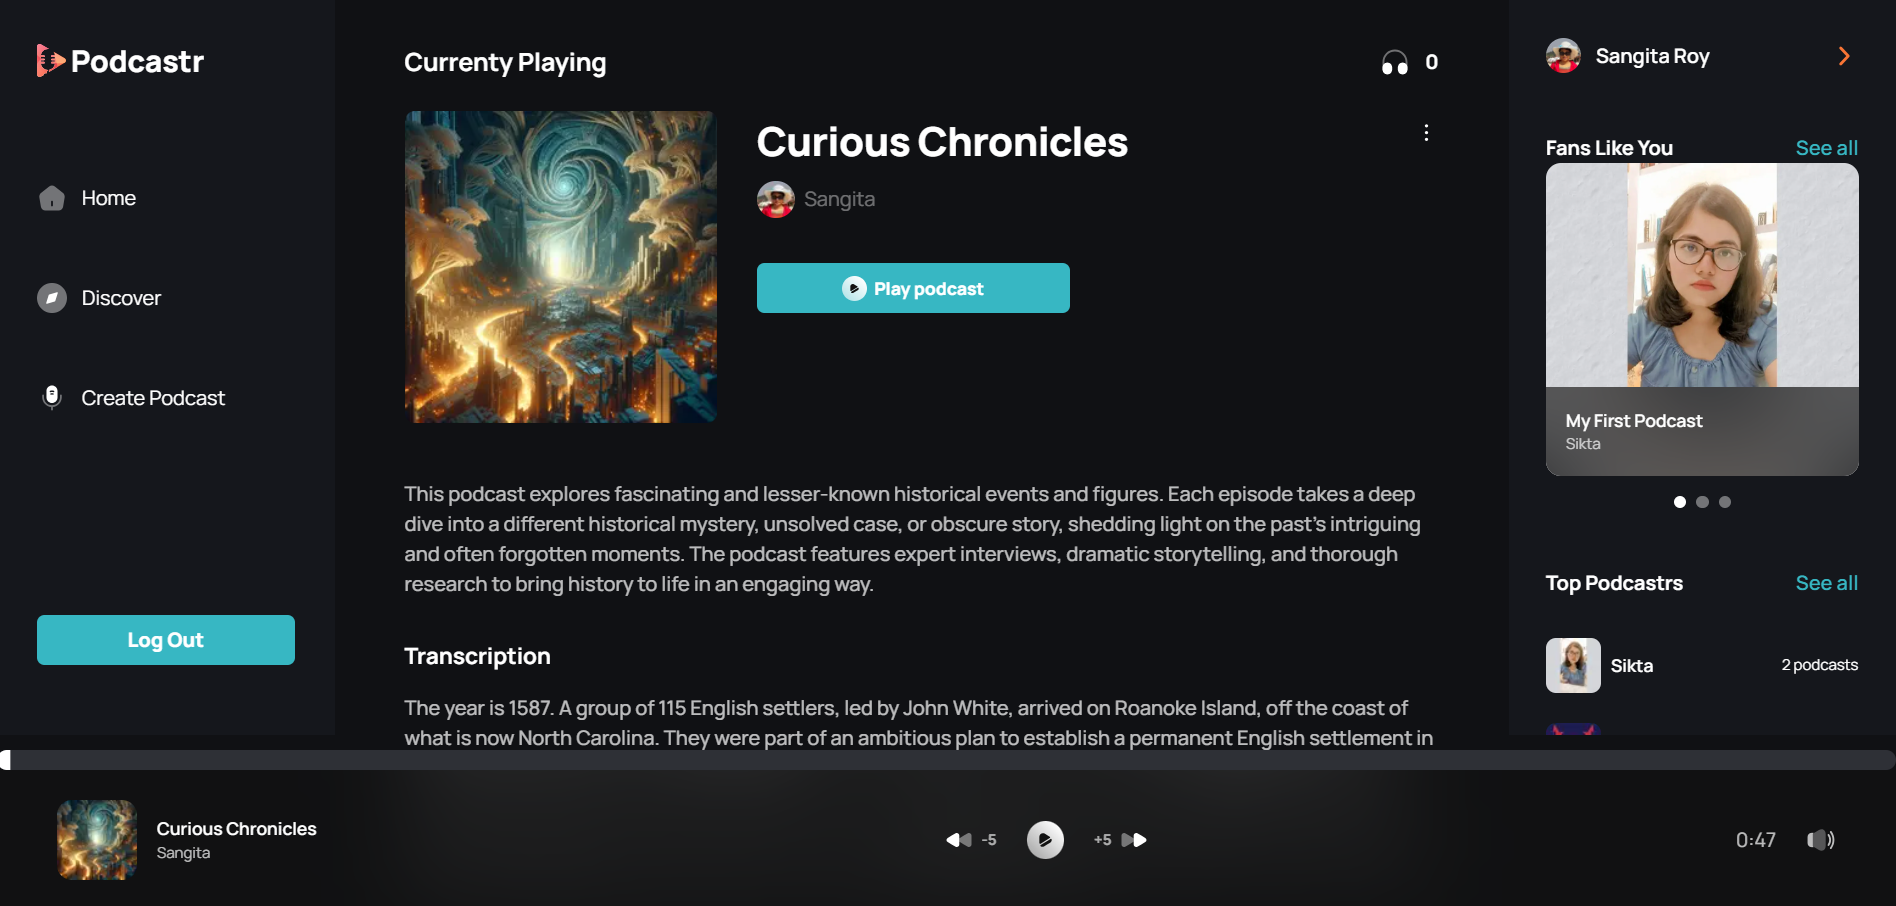 Podcastr
Home
Discover
Create Podcast
Log Out
Currenty Playing
0
Curious Chronicles
Sangita
Play podcast
This podcast explores fascinating and lesser-known historical events and figures. Each episode takes a deep
dive into a different historical mystery, unsolved case, or obscure story, shedding light on the past's intriguing
and often forgotten moments. The podcast features expert interviews, dramatic storytelling, and thorough
research to bring history to life in an engaging way.
Transcription
The year is 1587. A group of 115 English settlers, led by John White, arrived on Roanoke Island, off the coast of
what is now North Carolina. They were part of an ambitious plan to establish a permanent English settlement in
Sangita Roy
Fans Like You
See all
My First Podcast
Sikta
Top Podcastrs
See all
Sikta
2 podcasts
Curious Chronicles
Sangita
-5
+5
0:47